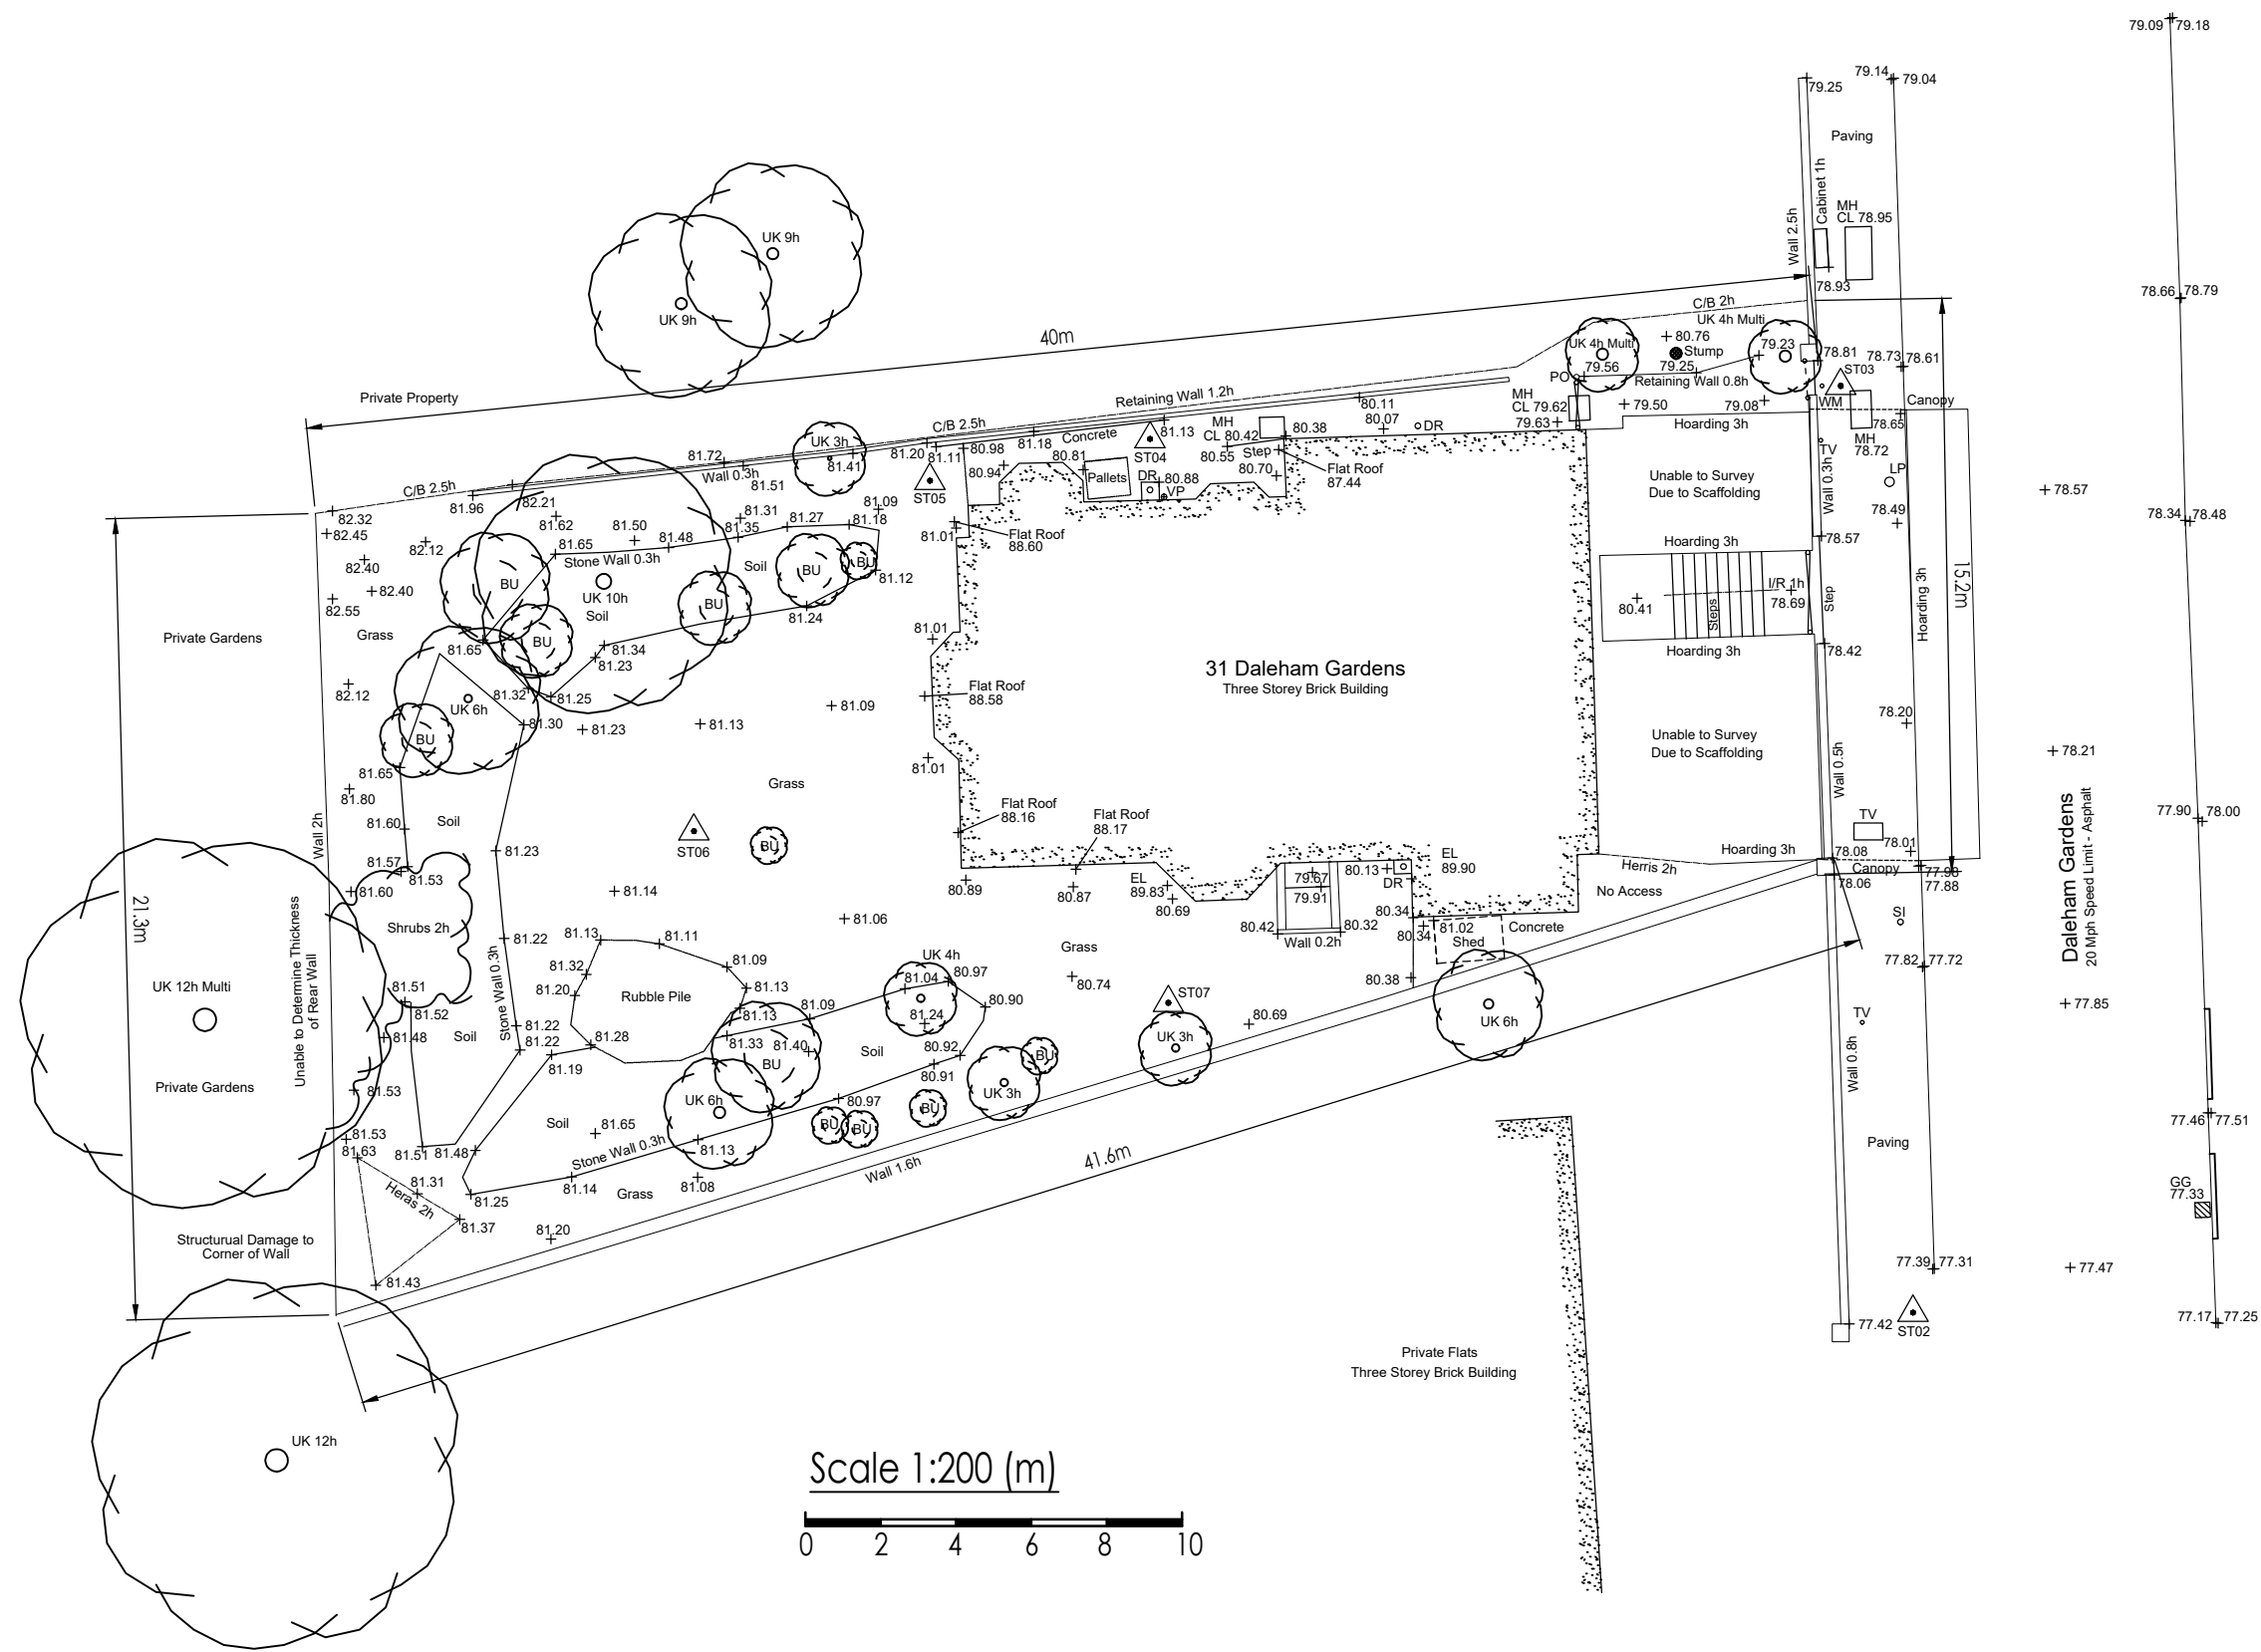 79.09 79.18
79.14 79.04
79.25
Paving
Cabinet 1h
Wall 2.5h
MH
CL 78.95
78.93
UK 9h
UK 9h
78.66 78.79
C/B 2h
40m
UK 4h Multi
80.76
UK 4h Multi
Stump
79.23
78.81
78.73 78.61
79.56
79.25
ST03
PO
Retaining Wall 0.8h
Private Property
Retaining Wall 1.2h
MH
CL 79.62
79.50
79.08
WM
Canopy
80.11
79.63
Hoarding 3h
78.65
C/B 2.5h
MH
CL 80.42
80.38
80.07
DR
MH
78.72
UK 3h
81.20
81.11
80.98
81.18
Concrete
81.13
ST04
80.55
Step
TV
81.72
81.41
80.94
80.81
80.70
Flat Roof
87.44
Wall 0.3h
81.51
Pallets
DR
80.88
VP
Unable to Survey
Due to Scaffolding
Wall 0.3h
LP
78.57
C/B 2.5h
81.96
82.21
ST05
81.09
78.49
78.34 78.48
82.32
82.45
81.62
81.50
81.31
81.27
81.18
81.35
81.48
81.01
Flat Roof
88.60
Hoarding 3h
78.57
82.12
81.65
Stone Wall 0.3h
82.40
82.40
BU
UK 10h
Soil
BU
BU
81.12
I/R 1h
78.69
80.41
Steps
Step
Hoarding 3h
15.2m
82.55
Soil
BU
81.24
Private Gardens
Grass
BU
81.65
81.34
81.23
81.01
78.42
Hoarding 3h
31 Daleham Gardens
Three Storey Brick Building
82.12
81.32
81.25
UK 6h
Flat Roof
88.58
81.30
81.23
81.13
81.09
78.20
BU
Unable to Survey
Due to Scaffolding
78.21
81.01
81.65
81.80
Grass
Wall 0.5h
Daleham Gardens
20 Mph Speed Limit - Asphalt
Flat Roof
88.16
Flat Roof
88.17
77.90 78.00
TV
81.60
Soil
Wall 2h
ST06
BU
81.23
78.01
78.08
Hoarding 3h
81.57
81.53
EL
89.90
Herris 2h
Canopy
77.98
77.88
78.06
81.60
81.14
80.89
80.87
EL
89.83
80.69
79.67
79.91
80.13
DR
No Access
21.3m
Unable to Determine Thickness
of Rear Wall
Shrubs 2h
81.06
80.42
80.32
Wall 0.2h
80.34
80.34
81.02
Shed
Concrete
SI
81.22
81.13
81.11
Grass
81.09
UK 4h
81.32
81.04
80.97
80.74
80.38
77.82 77.72
UK 12h Multi
81.51
81.20
Rubble Pile
81.13
81.09
80.90
ST07
77.85
81.52
81.13
81.24
80.69
UK 6h
TV
Stone Wall 0.3h
81.22
81.48
Soil
81.22
81.28
81.33
81.40
Soil
80.92
UK 3h
BU
81.19
BU
80.91
Private Gardens
81.53
UK 3h
Wall 0.8h
UK 6h
80.97
BU
77.46 77.51
81.53
81.63
Soil
81.65
BU
BU
Paving
81.51
81.48
Stone Wall 0.3h
81.13
Wall 1.6h
41.6m
81.31
Heras 2h
81.25
81.14
Grass
81.08
GG
77.33
81.37
81.20
Structurural Damage to
Corner of Wall
77.39 77.31
77.47
81.43
77.42
ST02
77.17 77.25
Private Flats
Three Storey Brick Building
UK 12h
Scale 1:200 (m)
0 2 4 6 8 10